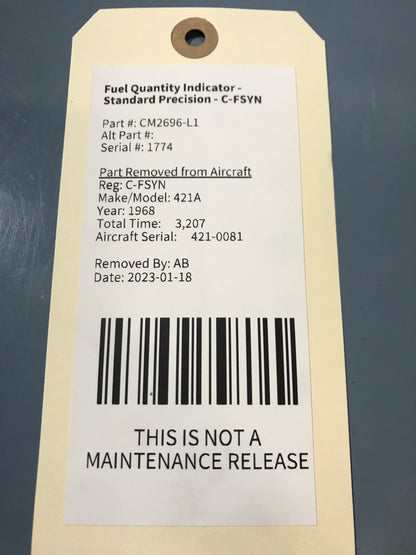 Fuel Quantity Indicator -
Standard Precision - C-FSYN
Part #: CM2696-L1
Alt Part #:
Serial #: 1774
Part Removed from Aircraft
Reg: C-FSYN
Make/Model: 421A
Year: 1968
Total Time: 3,207
Aircraft Serial: 421-0081
Removed By: AB
Date: 2023-01-18
THIS IS NOT A
MAINTENANCE RELEASE